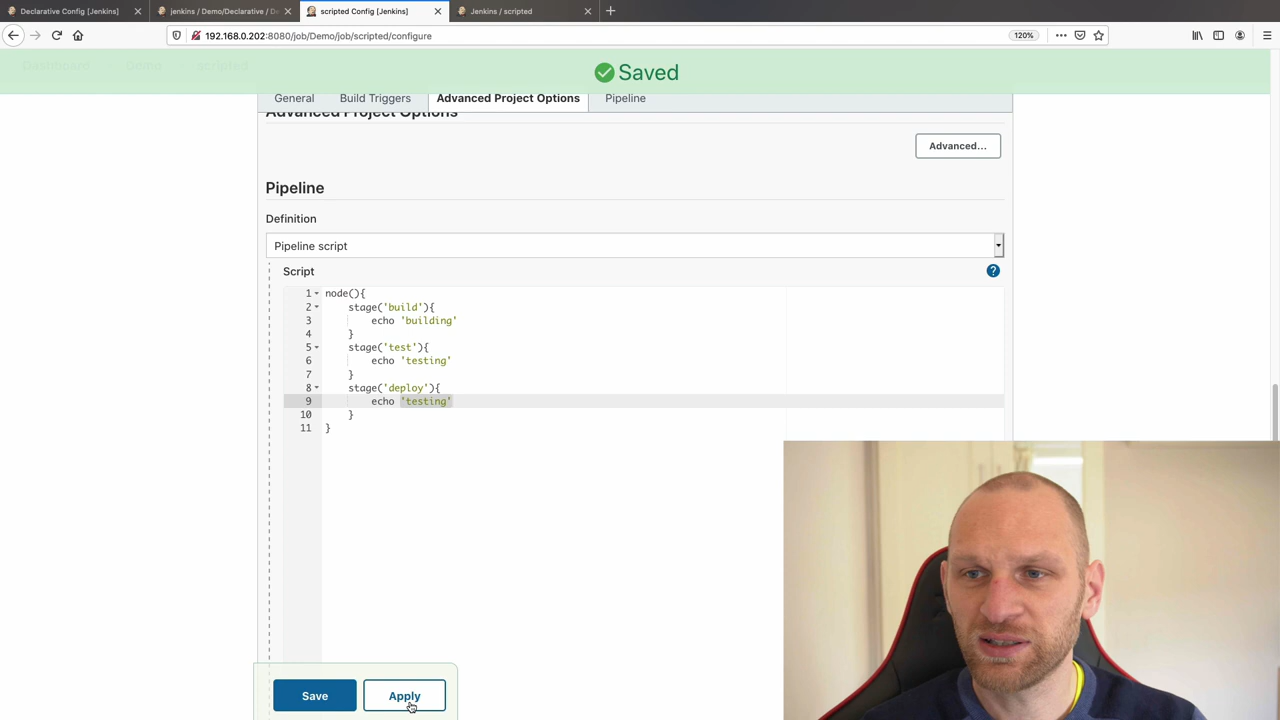 Declarative Config [Jenkins]
jenkins / Demo/Declarative / D
scripted Config [Jenkins]
Jenkins / scripted
192.168.0.202:8080/job/Demo/job/scripted/configure
120%
Dashboard
Demo
scripted
Saved
General
Build Triggers
Advanced Project Options
Pipeline
Advanced Project Options
Advanced...
Pipeline
Definition
Pipeline script
Script
1 node(){
2 stage('build'){
3 echo 'building'
4 }
5 stage('test'){
6 echo 'testing'
7 }
8 stage('deploy'){
9 echo 'testing'
10 }
11 }
Save
Apply